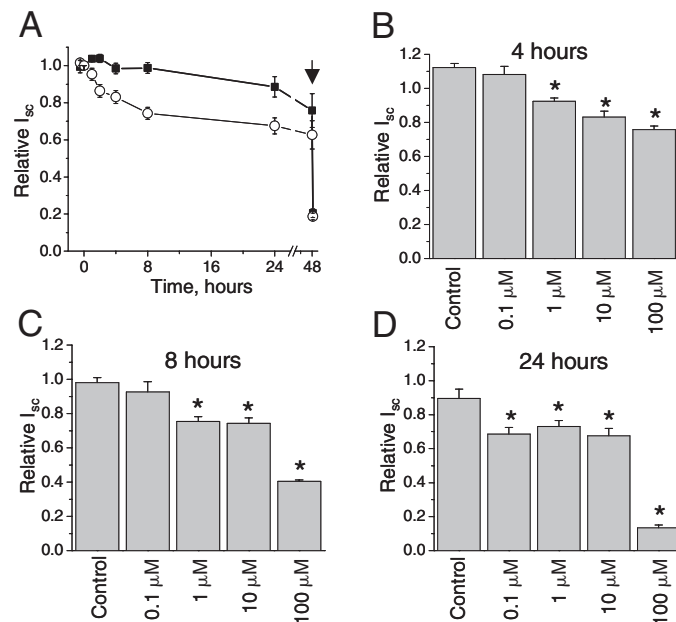 A
Relative Isc
1.0
0.8
0.6
0.4
0.2
0.0
0 8 16 24 48
Time, hours
B
4 hours
Relative Isc
1.2
1.0
0.8
0.6
0.4
0.2
0.0
* * *
Control
0.1 μM
1 μM
10 μM
100 μM
C
8 hours
Relative Isc
1.2
1.0
0.8
0.6
0.4
0.2
0.0
* * *
Control
0.1 μM
1 μM
10 μM
100 μM
D
24 hours
Relative Isc
1.2
1.0
0.8
0.6
0.4
0.2
0.0
* * * *
Control
0.1 μM
1 μM
10 μM
100 μM